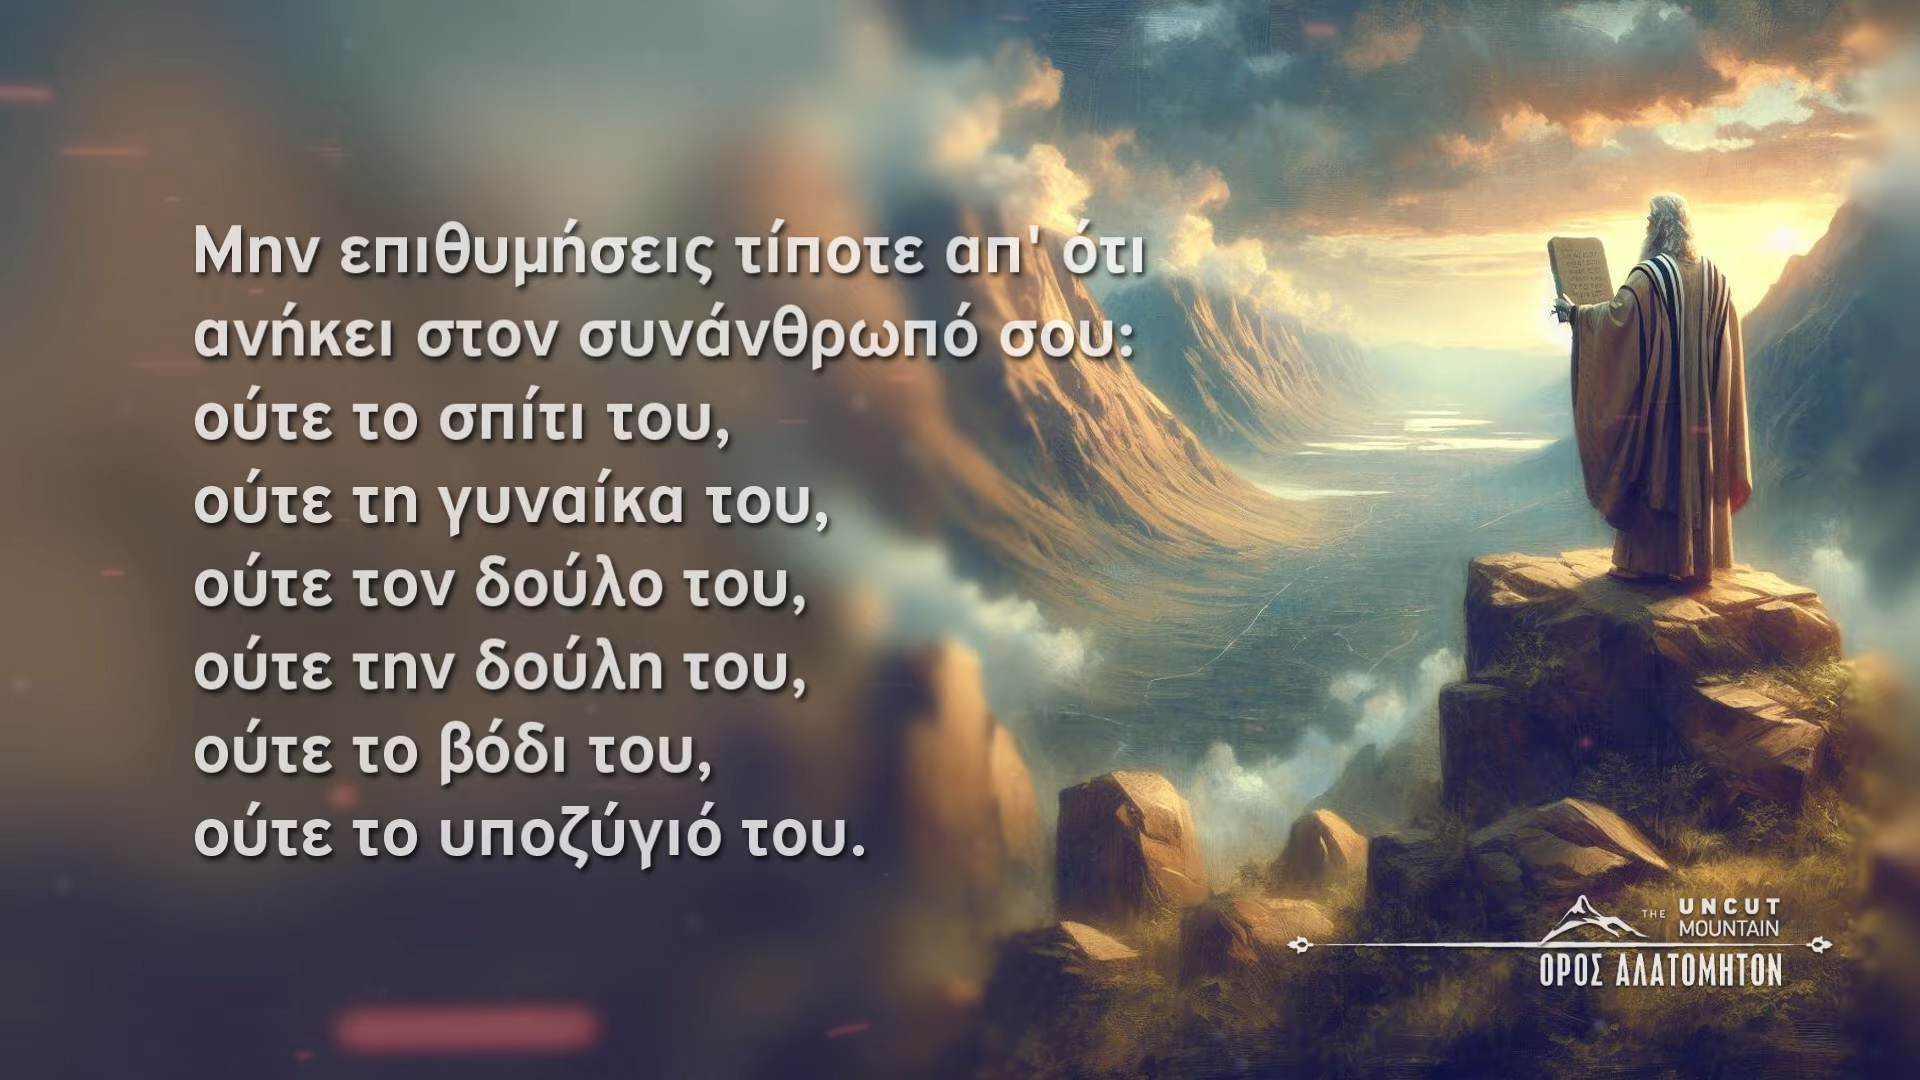 Μην επιθυμήσεις τίποτε απ' ότι
ανήκει στον συνάνθρωπό σου:
ούτε το σπίτι του,
ούτε τη γυναίκα του,
ούτε τον δούλο του,
ούτε την δούλη του,
ούτε το βόδι του,
ούτε το υποζύγιό του.
THE UNCUT
MOUNTAIN
ΟΡΟΣ ΑΛΑΤΟΜΗΤΟΝ